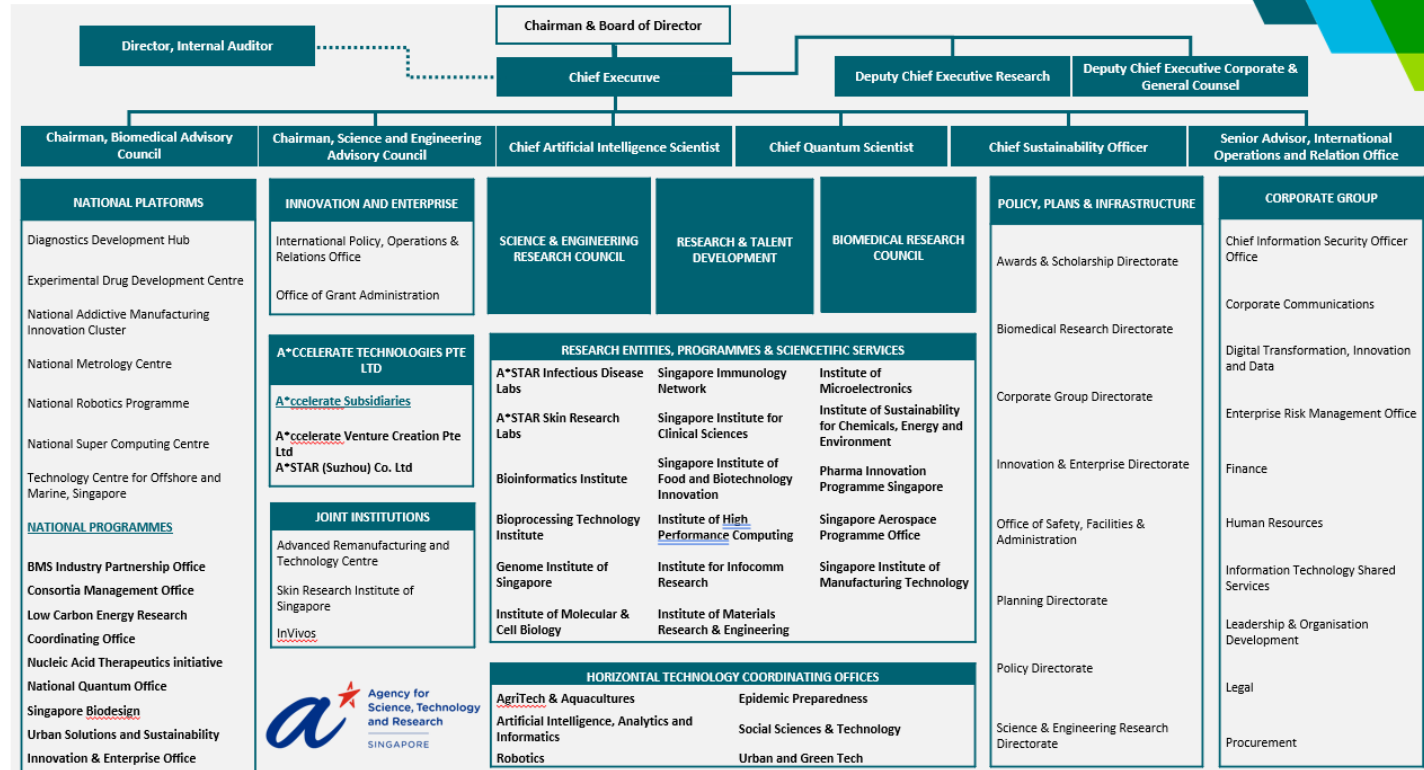 Chairman & Board of Director
Director, Internal Auditor
Chief Executive
Deputy Chief Executive Research
Deputy Chief Executive Corporate &
General Counsel
Chairman, Biomedical Advisory
Council
Chairman, Science and Engineering
Advisory Council
Chief Artificial Intelligence Scientist
Chief Quantum Scientist
Chief Sustainability Officer
Senior Advisor, International
Operations and Relation Office
NATIONAL PLATFORMS
Diagnostics Development Hub
Experimental Drug Development Centre
National Addictive Manufacturing
Innovation Cluster
National Metrology Centre
National Robotics Programme
National Super Computing Centre
Technology Centre for Offshore and
Marine, Singapore
NATIONAL PROGRAMMES
BMS Industry Partnership Office
Consortia Management Office
Low Carbon Energy Research
Coordinating Office
Nucleic Acid Therapeutics initiative
National Quantum Office
Singapore Biodesign
Urban Solutions and Sustainability
Innovation & Enterprise Office
INNOVATION AND ENTERPRISE
International Policy, Operations &
Relations Office
Office of Grant Administration
A*CCELERATE TECHNOLOGIES PTE
LTD
A*ccelerate Subsidiaries
A*ccelerate Venture Creation Pte
Ltd
A*STAR (Suzhou) Co. Ltd
JOINT INSTITUTIONS
Advanced Remanufacturing and
Technology Centre
Skin Research Institute of
Singapore
InVivos
a
Agency for
Science, Technology
and Research
SINGAPORE
SCIENCE & ENGINEERING
RESEARCH COUNCIL
RESEARCH & TALENT
DEVELOPMENT
BIOMEDICAL RESEARCH
COUNCIL
RESEARCH ENTITIES, PROGRAMMES & SCIENCETIFIC SERVICES
A*STAR Infectious Disease
Labs
A*STAR Skin Research
Labs
Bioinformatics Institute
Bioprocessing Technology
Institute
Genome Institute of
Singapore
Institute of Molecular &
Cell Biology
Singapore Immunology
Network
Singapore Institute for
Clinical Sciences
Singapore Institute of
Food and Biotechnology
Innovation
Institute of High
Performance Computing
Institute for Infocomm
Research
Institute of Materials
Research & Engineering
Institute of
Microelectronics
Institute of Sustainability
for Chemicals, Energy and
Environment
Pharma Innovation
Programme Singapore
Singapore Aerospace
Programme Office
Singapore Institute of
Manufacturing Technology
HORIZONTAL TECHNOLOGY COORDINATING OFFICES
AgriTech & Aquacultures
Artificial Intelligence, Analytics and
Informatics
Robotics
Epidemic Preparedness
Social Sciences & Technology
Urban and Green Tech
POLICY, PLANS & INFRASTRUCTURE
Awards & Scholarship Directorate
Biomedical Research Directorate
Corporate Group Directorate
Innovation & Enterprise Directorate
Office of Safety, Facilities &
Administration
Planning Directorate
Policy Directorate
Science & Engineering Research
Directorate
CORPORATE GROUP
Chief Information Security Officer
Office
Corporate Communications
Digital Transformation, Innovation
and Data
Enterprise Risk Management Office
Finance
Human Resources
Information Technology Shared
Services
Leadership & Organisation
Development
Legal
Procurement